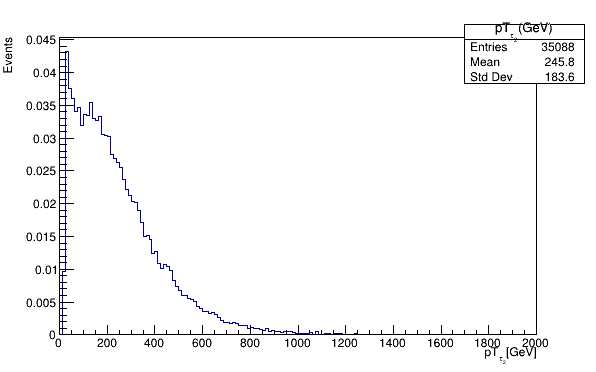 pT_τ₂(GeV)
Entries 35088
Mean 245.8
Std Dev 183.6
Events
0.045
0.04
0.035
0.03
0.025
0.02
0.015
0.01
0.005
0
0 200 400 600 800 1000 1200 1400 1600 1800 2000
pT_τ₂[GeV]